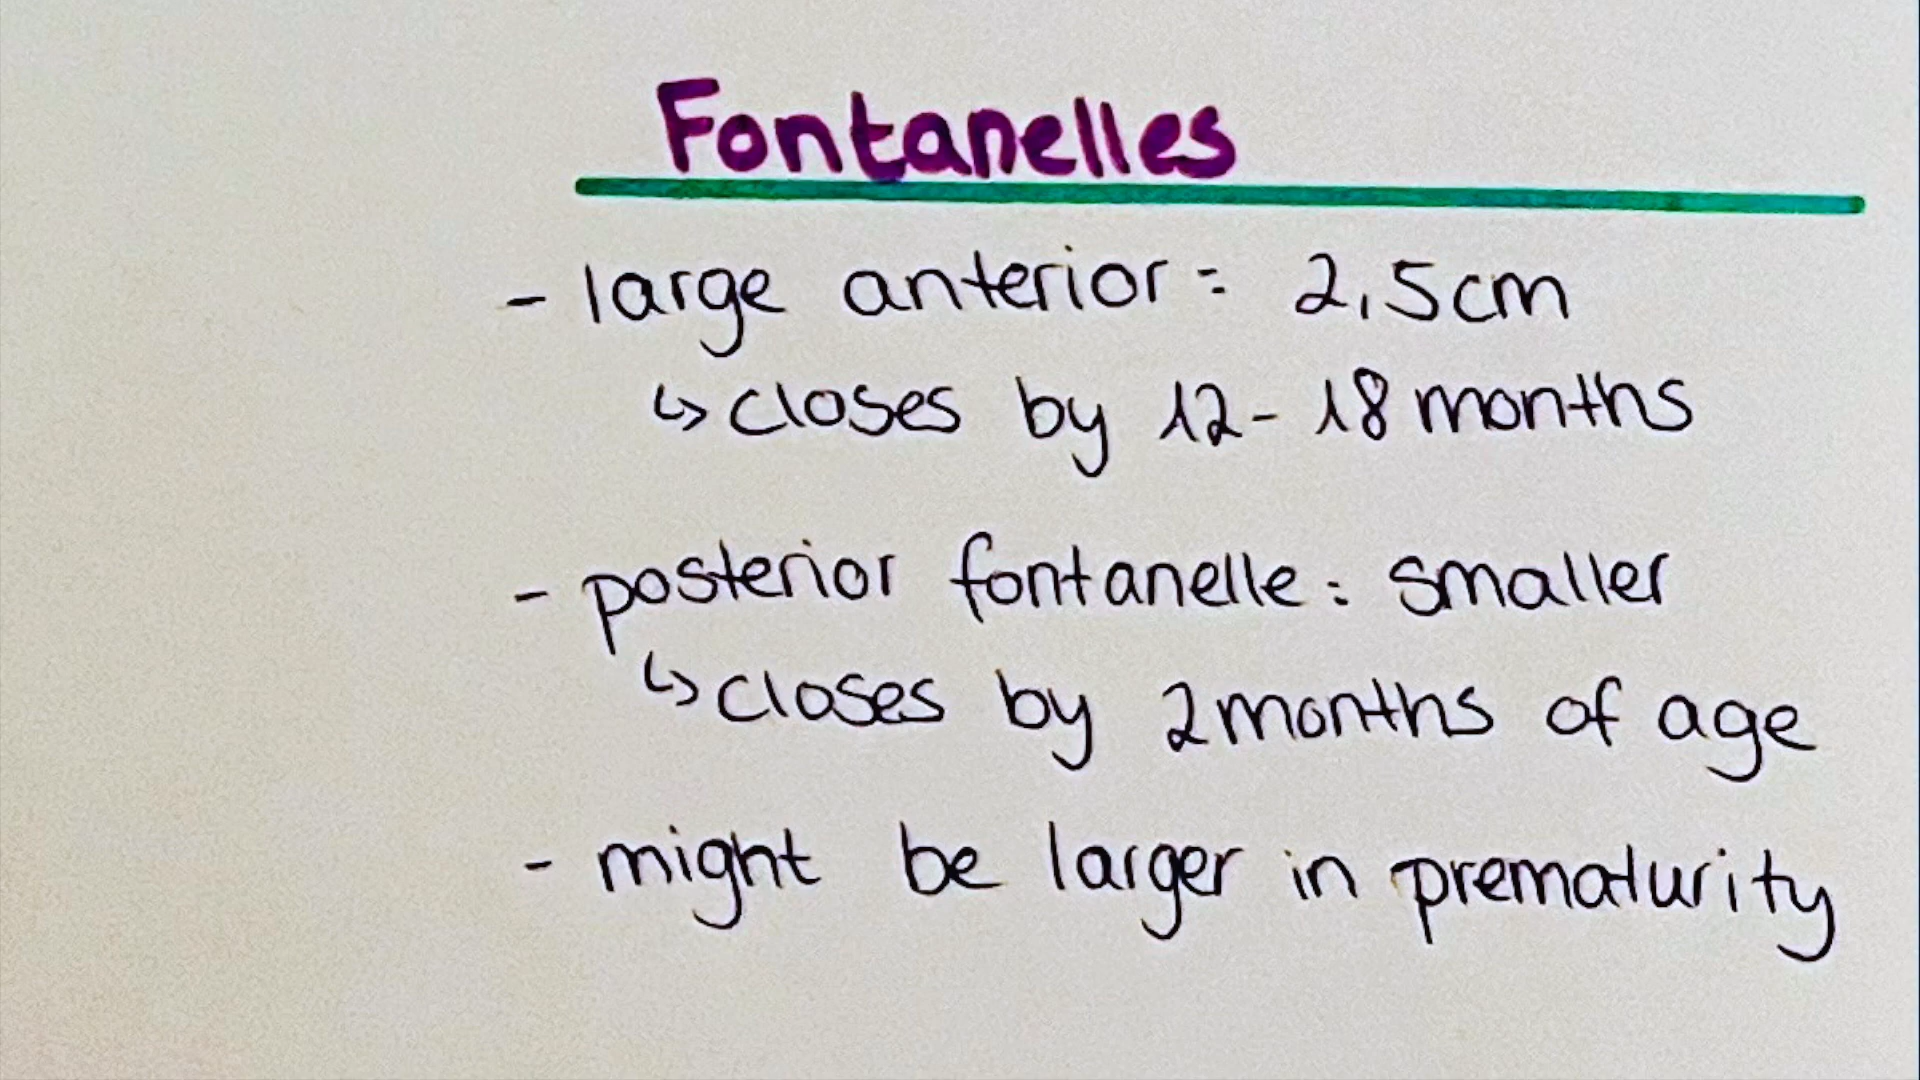 Fontanelles
- large anterior: 2,5cm
↳ closes by 12-18 months
- posterior fontanelle: smaller
↳ closes by 2 months of age
- might be larger in prematurity